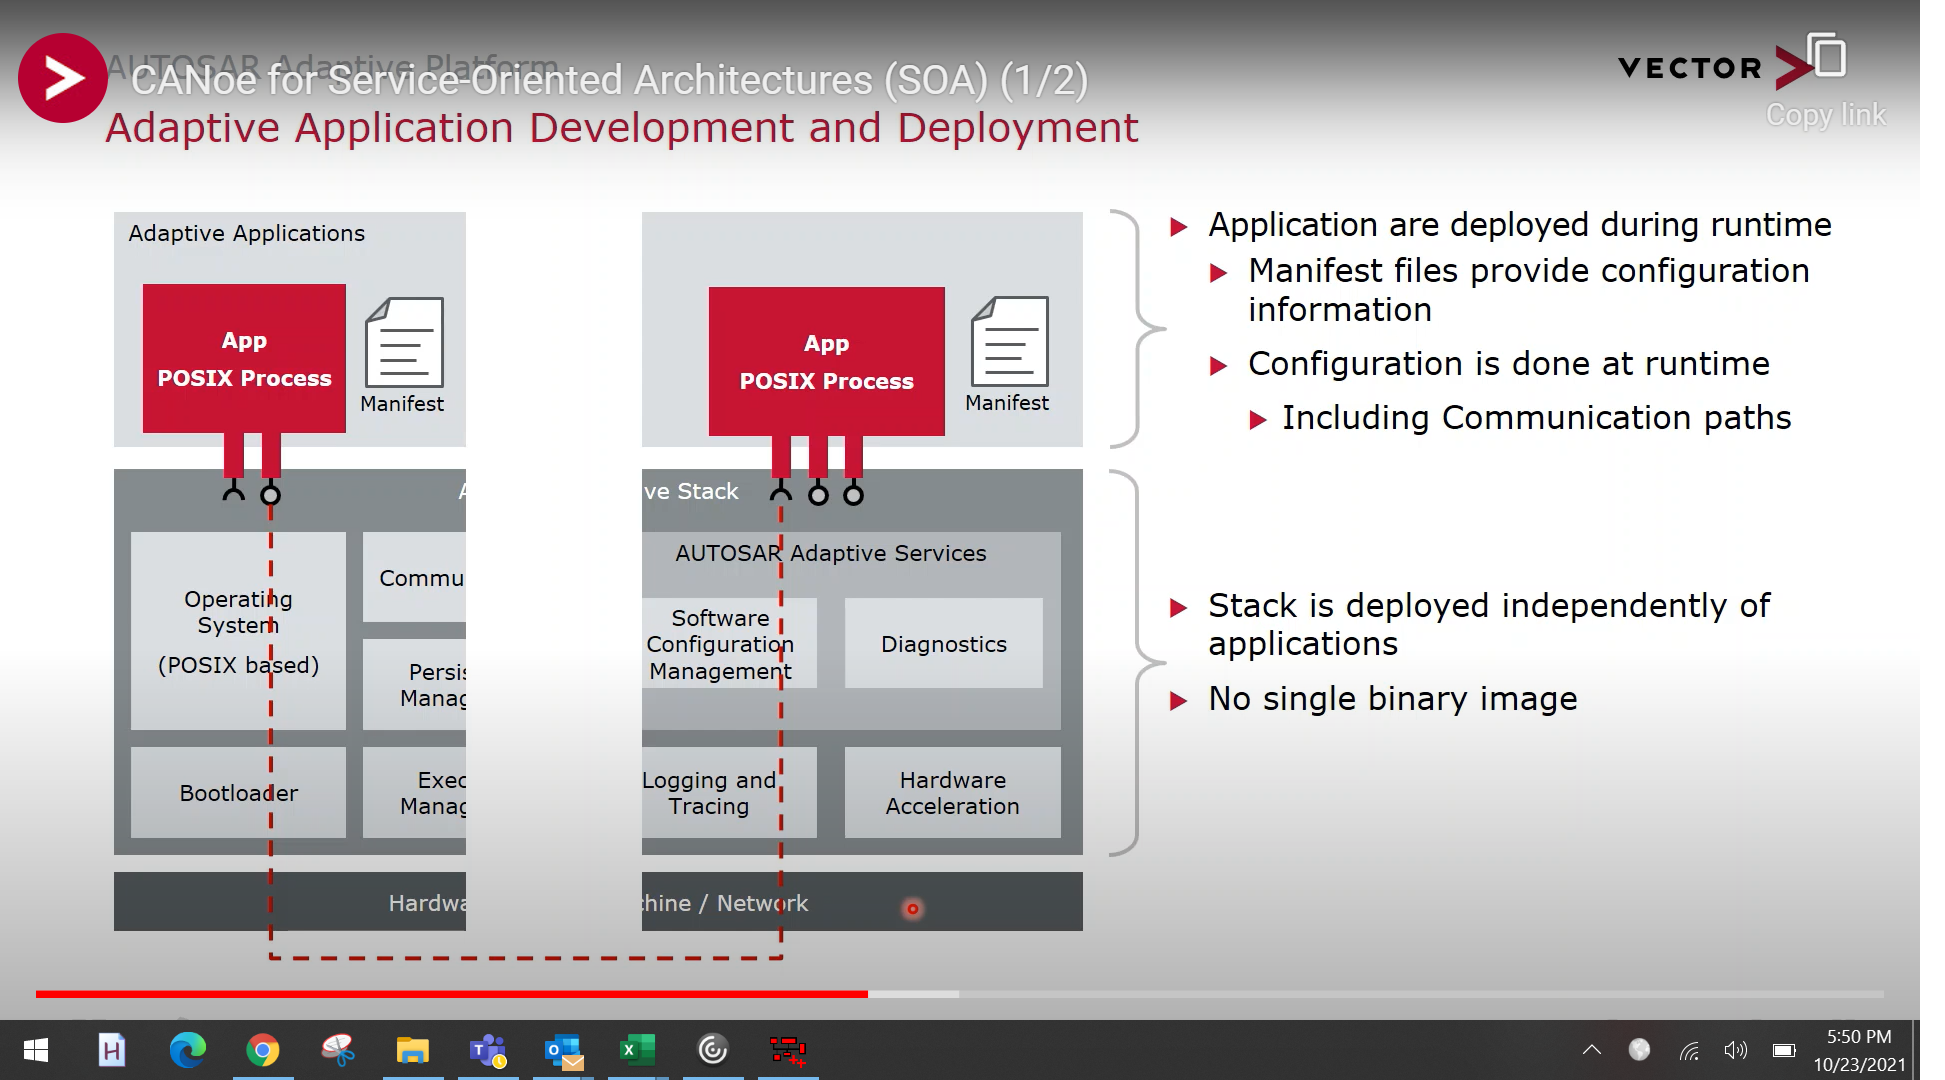 AUTOSAR Adaptive Platform
CANoe for Service-Oriented Architectures (SOA) (1/2)
Adaptive Application Development and Deployment
VECTOR
Copy link
Adaptive Applications
App
POSIX Process
Manifest
App
POSIX Process
Manifest
Application are deployed during runtime
Manifest files provide configuration
information
Configuration is done at runtime
Including Communication paths
A
ve Stack
Operating
System
(POSIX based)
Commu
Persis
Manag
Bootloader
Exec
Manag
AUTOSAR Adaptive Services
Software
Configuration
Management
Diagnostics
Logging and
Tracing
Hardware
Acceleration
Stack is deployed independently of
applications
No single binary image
Hardwa
chine / Network
5:50 PM
10/23/2021